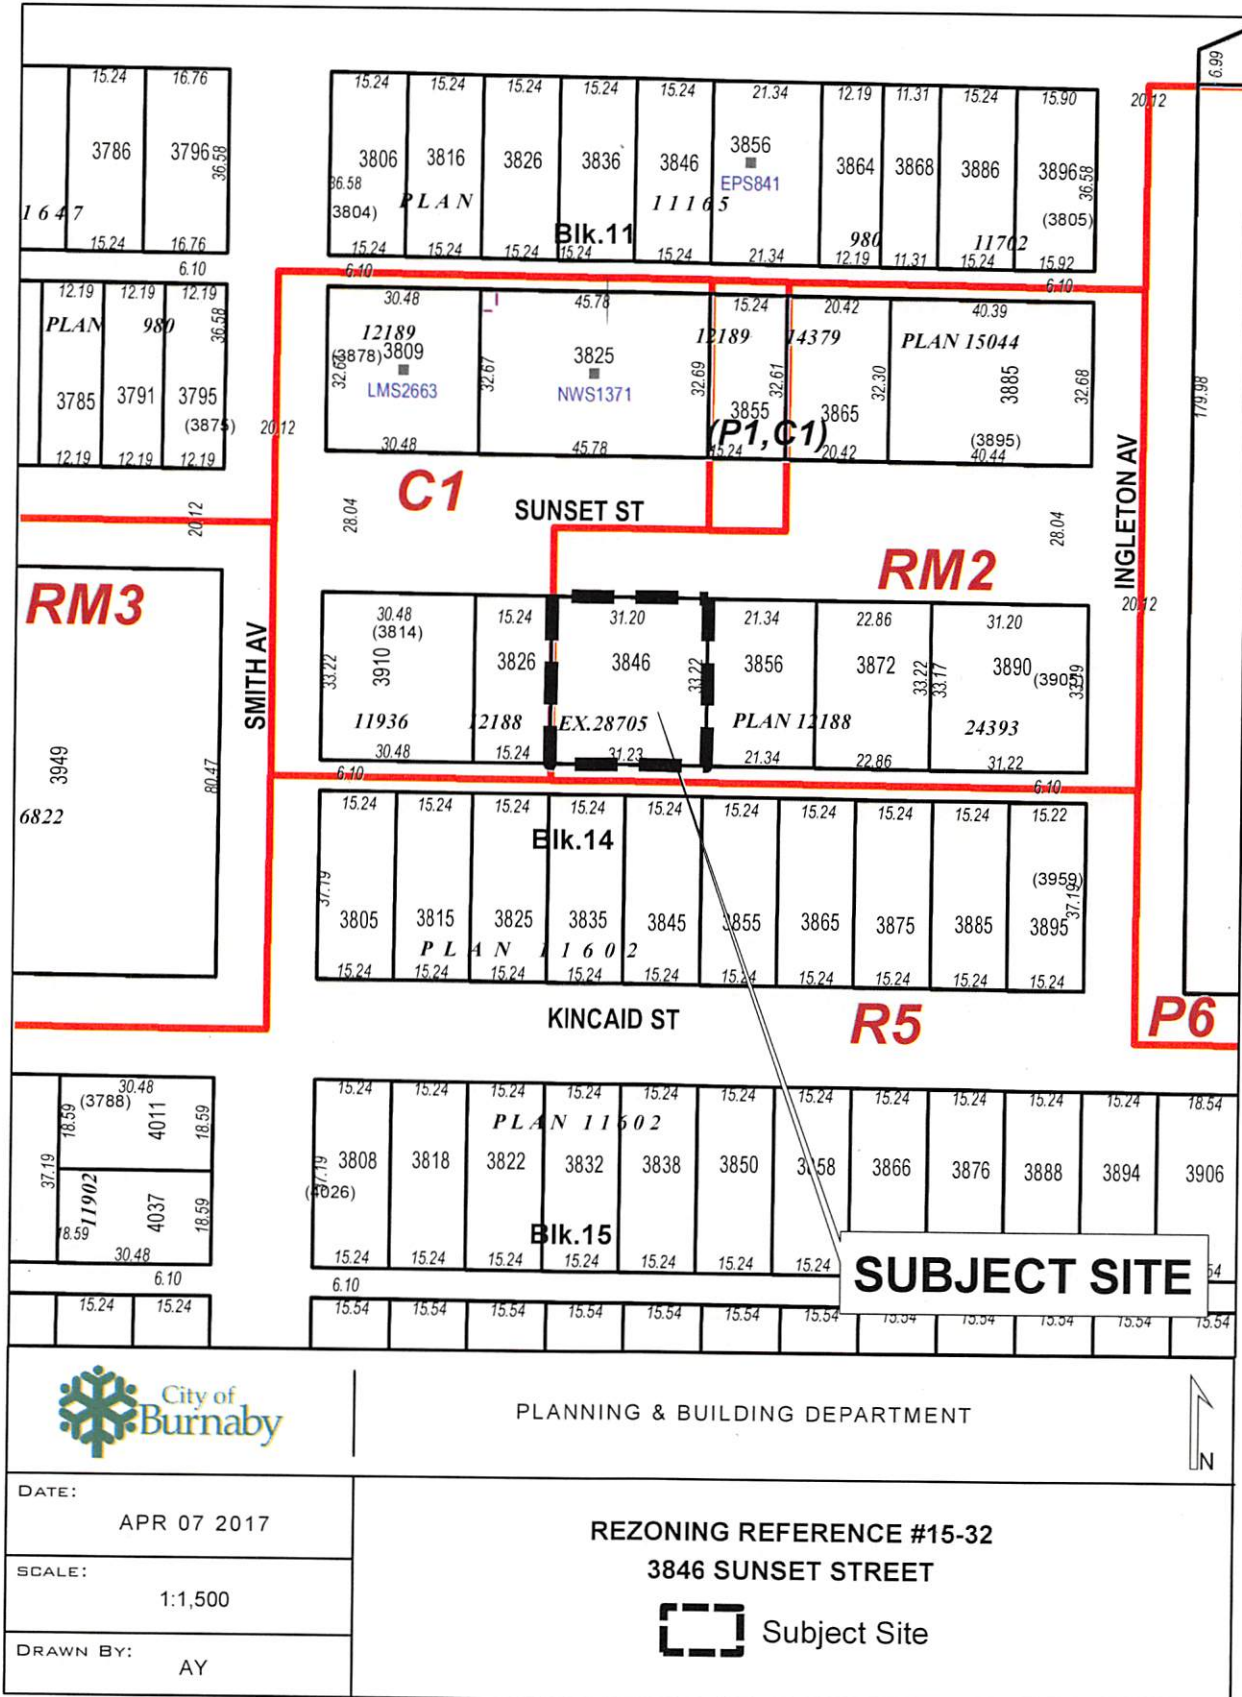 15.24 16.76
15.24 15.24 15.24 15.24 15.24 21.34 12.19 11.31 15.24 15.90
20.12
6.99
3786 3796 36.58
3806 3816 3826 3836 3846 3856 3864 3868 3886 3896 36.58
EPS841
36.58
(3804) PLAN 11165 (3805)
1647
Blk.11 980 11702
15.24 16.76
15.24 15.24 15.24 15.24 15.24 21.34 12.19 11.31 15.24 15.92
6.10 6.10 6.10
12.19 12.19 12.19
30.48 45.78 15.24 20.42 40.39
PLAN 980 36.58
12189 12189 14379 PLAN 15044
(3878) 3809 3825 3885
32.67 32.67 32.69 32.61 32.30 32.68
LMS2663 NWS1371
179.98
3785 3791 3795
(3875)
3855 3865
20.12
(P1,C1)
(3895)
12.19 12.19 12.19
30.48 45.78 15.24 20.42 40.44
C1
SUNSET ST
INGLETON AV
20.12 28.04 28.04
RM3
RM2
20.12
30.48 15.24 31.20 21.34 22.86 31.20
(3814)
SMITH AV
33.22 3910 3826 3846 33.22 3856 3872 33.22 33.17 3890 (3905) 33.19
11936 12188 EX.28705 PLAN 12188 24393
30.48 15.24 31.23 21.34 22.86 31.22
3949 80.47
6822
6.10 6.10
15.24 15.24 15.24 15.24 15.24 15.24 15.24 15.24 15.24 15.22
Blk.14
(3959)
37.19 37.19
3805 3815 3825 3835 3845 3855 3865 3875 3885 3895
PLAN 11602
15.24 15.24 15.24 15.24 15.24 15.24 15.24 15.24 15.24 15.24
KINCAID ST
R5
P6
30.48
(3788)
18.59 4011 18.59
15.24 15.24 15.24 15.24 15.24 15.24 15.24 15.24 15.24 15.24 15.24 18.54
PLAN 11602
37.19 37.19
3808 3818 3822 3832 3838 3850 3858 3866 3876 3888 3894 3906
(4026)
11902 4037 18.59
18.59
30.48
Blk.15
15.24 15.24 15.24 15.24 15.24 15.24 15.24
SUBJECT SITE
6.10 6.10
15.24 15.24
15.54 15.54 15.54 15.54 15.54 15.54 15.54 15.54 15.54 15.54 15.54 15.54
City of
Burnaby
PLANNING & BUILDING DEPARTMENT
N
DATE:
APR 07 2017
SCALE:
1:1,500
DRAWN BY:
AY
REZONING REFERENCE #15-32
3846 SUNSET STREET
Subject Site